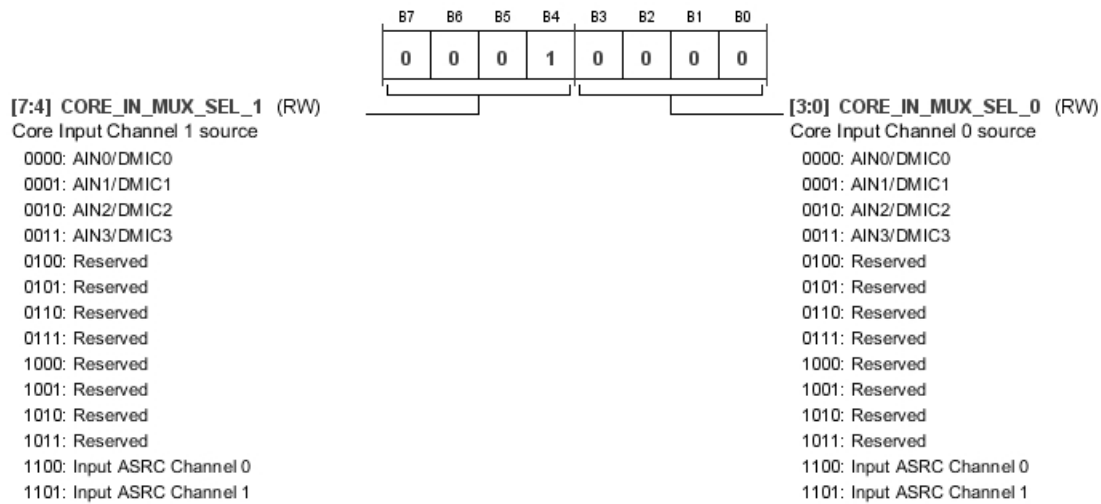 B7 B6 B5 B4 B3 B2 B1 B0
0 0 0 1 0 0 0 0
[7:4] CORE_IN_MUX_SEL_1 (RW)
Core Input Channel 1 source
0000: AIN0/DMIC0
0001: AIN1/DMIC1
0010: AIN2/DMIC2
0011: AIN3/DMIC3
0100: Reserved
0101: Reserved
0110: Reserved
0111: Reserved
1000: Reserved
1001: Reserved
1010: Reserved
1011: Reserved
1100: Input ASRC Channel 0
1101: Input ASRC Channel 1
[3:0] CORE_IN_MUX_SEL_0 (RW)
Core Input Channel 0 source
0000: AIN0/DMIC0
0001: AIN1/DMIC1
0010: AIN2/DMIC2
0011: AIN3/DMIC3
0100: Reserved
0101: Reserved
0110: Reserved
0111: Reserved
1000: Reserved
1001: Reserved
1010: Reserved
1011: Reserved
1100: Input ASRC Channel 0
1101: Input ASRC Channel 1